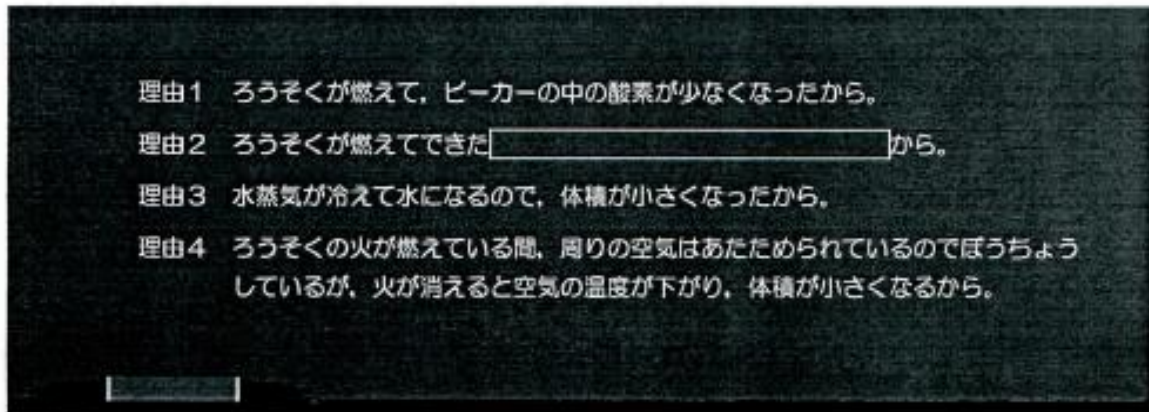 理由1 ろうそくが燃えて，ビーカーの中の酸素が少なくなったから。
理由2 ろうそくが燃えてできた から。
理由3 水蒸気が冷えて水になるので，体積が小さくなったから。
理由4 ろうそくの火が燃えている間，周りの空気はあたためられているのでぼうちょう
しているが，火が消えると空気の温度が下がり，体積が小さくなるから。